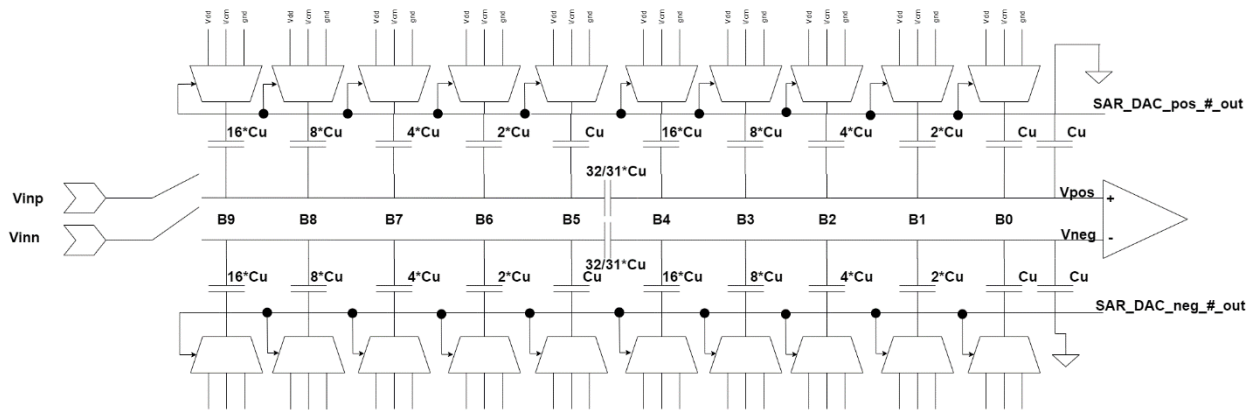 Vdd Vcm gnd Vdd Vcm gnd Vdd Vcm gnd Vdd Vcm gnd Vdd Vcm gnd Vdd Vcm gnd Vdd Vcm gnd Vdd Vcm gnd Vdd Vcm gnd Vdd Vcm gnd
SAR_DAC_pos_#_out
16*Cu 8*Cu 4*Cu 2*Cu Cu 16*Cu 8*Cu 4*Cu 2*Cu Cu Cu
32/31*Cu
Vinp Vpos +
B9 B8 B7 B6 B5 B4 B3 B2 B1 B0
Vinn Vneg -
32/31*Cu
16*Cu 8*Cu 4*Cu 2*Cu Cu 16*Cu 8*Cu 4*Cu 2*Cu Cu Cu
SAR_DAC_neg_#_out